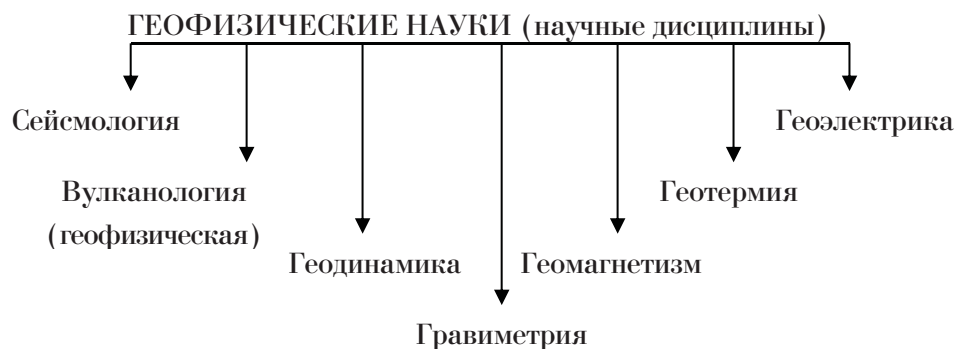 ГЕОФИЗИЧЕСКИЕ НАУКИ (научные дисциплины)
Сейсмология
Геоэлектрика
Вулканология
(геофизическая)
Геотермия
Геодинамика
Геомагнетизм
Гравиметрия